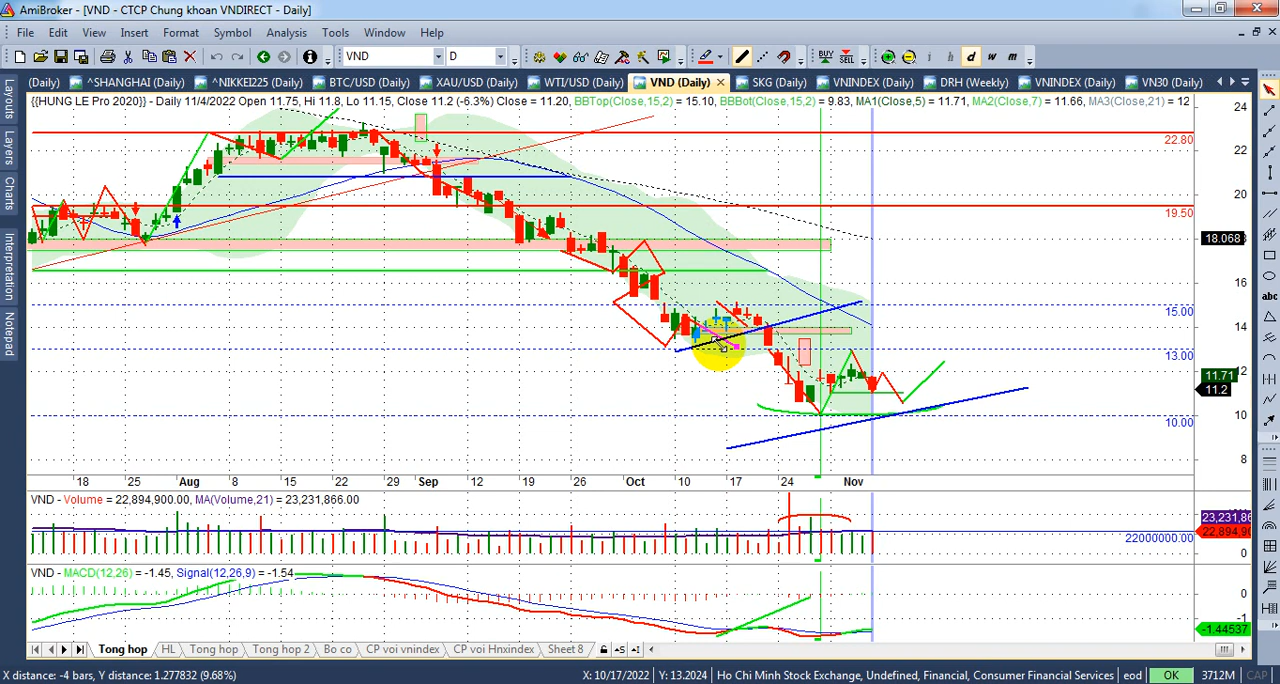 AmiBroker - [VND - CTCP Chung khoan VNDIRECT - Daily]
File Edit View Insert Format Symbol Analysis Tools Window Help
VND D BUY SELL i h d w m
(Daily) ^SHANGHAI (Daily) ^NIKKEI225 (Daily) BTC/USD (Daily) XAU/USD (Daily) WTI/USD (Daily) VND (Daily) SKG (Daily) VNINDEX (Daily) DRH (Weekly) VNINDEX (Daily) VN30 (Daily)
Layouts
Layers
Charts
Interpretation
Notepad
{{HUNG LE Pro 2020}} - Daily 11/4/2022 Open 11.75, Hi 11.8, Lo 11.15, Close 11.2 (-6.3%) Close = 11.20, BBTop(Close,15,2) = 15.10, BBBot(Close,15,2) = 9.83, MA1(Close,5) = 11.71, MA2(Close,7) = 11.66, MA3(Close,21) = 12
24
22.80
22
20
19.50
18.068
16
15.00
14
13.00
12
11.71
11.2
10
10.00
8
18 25 Aug 8 15 22 29 Sep 12 19 26 Oct 10 17 24 Nov
abc
VND - Volume = 22,894,900.00, MA(Volume,21) = 23,231,866.00
23,231,86
22,894,90
22000000.00
0
VND - MACD(12,26) = -1.45, Signal(12,26,9) = -1.54
0
-1
-1.44537
Tong hop HL Tong hop Tong hop 2 Bo co CP voi vnindex CP voi Hnxindex Sheet 8
X distance: -4 bars, Y distance: 1.277832 (9.68%) X: 10/17/2022 Y: 13.2024 Ho Chi Minh Stock Exchange, Undefined, Financial, Consumer Financial Services eod OK 3712M CAP